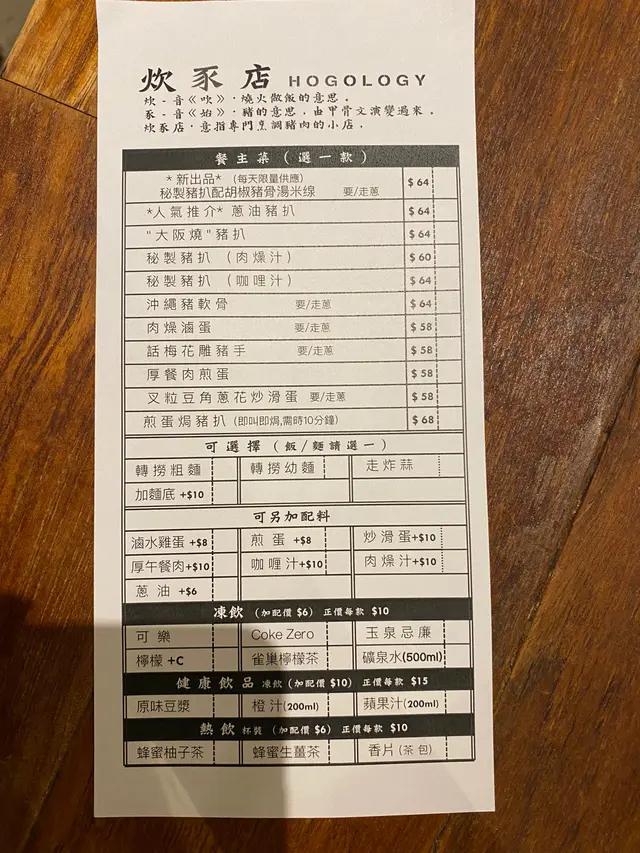 炊豕店 HOGOLOGY
炊-音《吹》，燒火做飯的意思。
豕-音《始》，豬的意思，由甲骨文演變過來。
炊豕店，意指專門烹調豬肉的小店。
餐主菜（選一款）
*新出品* (每天限量供應)
秘製豬扒配胡椒豬骨湯米線 要/走蔥 $64
*人氣推介* 蔥油豬扒 $64
"大阪燒"豬扒 $64
秘製豬扒 （肉燥汁） $60
秘製豬扒 （咖喱汁） $64
沖繩豬軟骨 要/走蔥 $64
肉燥滷蛋 要/走蔥 $58
話梅花雕豬手 要/走蔥 $58
厚餐肉煎蛋 $58
叉粒豆角蔥花炒滑蛋 要/走蔥 $58
煎蛋焗豬扒 (即叫即焗,需時10分鐘) $68
可選擇（飯/麵請選一）
轉撈粗麵 轉撈幼麵 走炸蒜
加麵底 +$10
可另加配料
滷水雞蛋 +$8 煎蛋 +$8 炒滑蛋+$10
厚午餐肉+$10 咖喱汁+$10 肉燥汁+$10
蔥油 +$6
凍飲 (加配價 $6) 正價每款 $10
可樂 Coke Zero 玉泉忌廉
檸檬 +C 雀巢檸檬茶 礦泉水(500ml)
健康飲品 凍飲(加配價 $10) 正價每款 $15
原味豆漿 橙汁(200ml) 蘋果汁(200ml)
熱飲 杯裝 (加配價 $6) 正價每款 $10
蜂蜜柚子茶 蜂蜜生薑茶 香片(茶包)